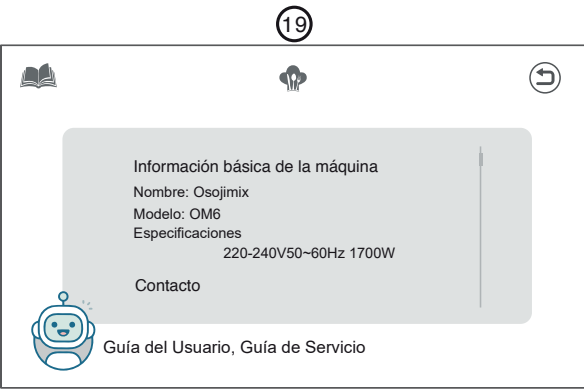 19
Información básica de la máquina
Nombre: Osojimix
Modelo: OM6
Especificaciones
220-240V50~60Hz 1700W
Contacto
Guía del Usuario, Guía de Servicio